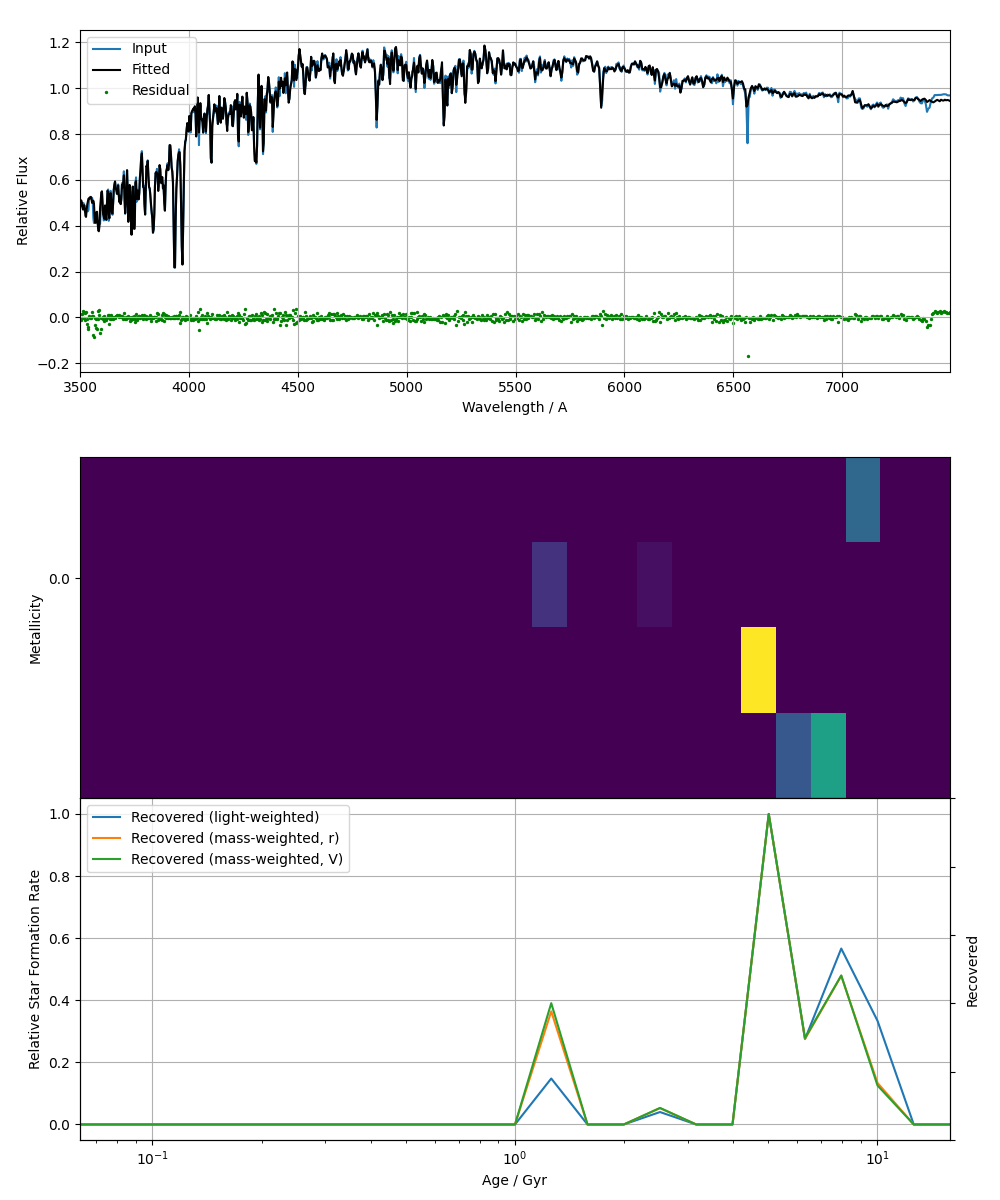 1.2
1.0
0.8
0.6
0.4
0.2
0.0
−0.2
Relative Flux
Input
Fitted
Residual
3500
4000
4500
5000
5500
6000
6500
7000
Wavelength / A
0.0
Metallicity
1.0
0.8
0.6
0.4
0.2
0.0
Relative Star Formation Rate
Recovered (light-weighted)
Recovered (mass-weighted, r)
Recovered (mass-weighted, V)
Recovered
10⁻¹
10⁰
10¹
Age / Gyr